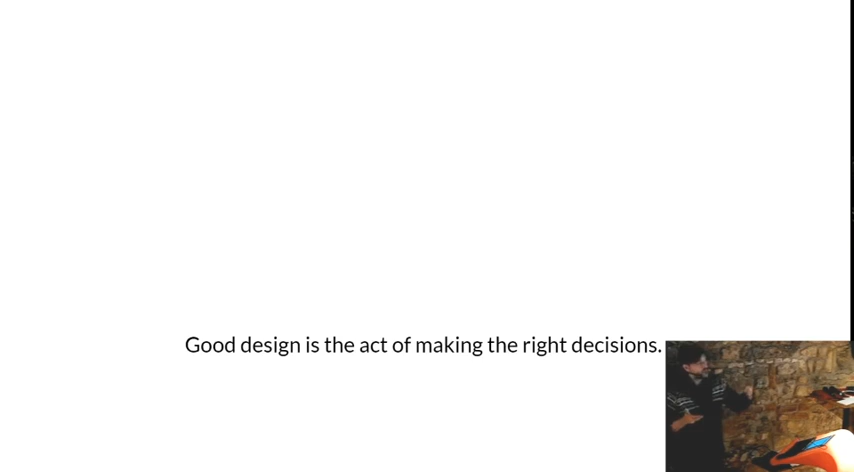 Good design is the act of making the right decisions.